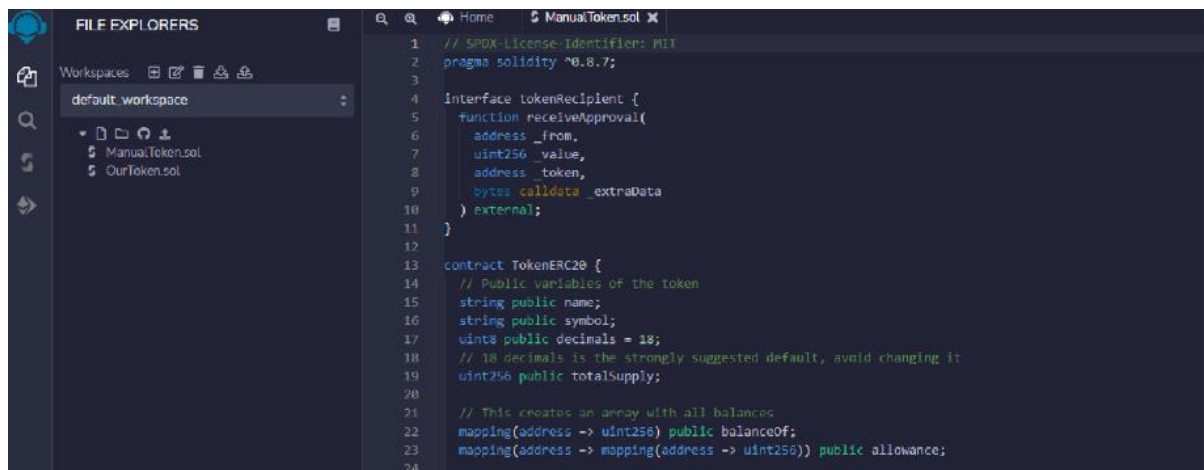 FILE EXPLORERS
Workspaces
default_workspace
ManualToken.sol
OurToken.sol
Home ManualToken.sol
1 // SPDX-License-Identifier: MIT
2 pragma solidity ^0.8.7;
3
4 interface tokenRecipient {
5 function receiveApproval(
6 address _from,
7 uint256 _value,
8 address _token,
9 bytes calldata _extraData
10 ) external;
11 }
12
13 contract TokenERC20 {
14 // Public variables of the token
15 string public name;
16 string public symbol;
17 uint8 public decimals = 18;
18 // 18 decimals is the strongly suggested default, avoid changing it
19 uint256 public totalSupply;
20
21 // This creates an array with all balances
22 mapping(address => uint256) public balanceOf;
23 mapping(address => mapping(address => uint256)) public allowance;
24